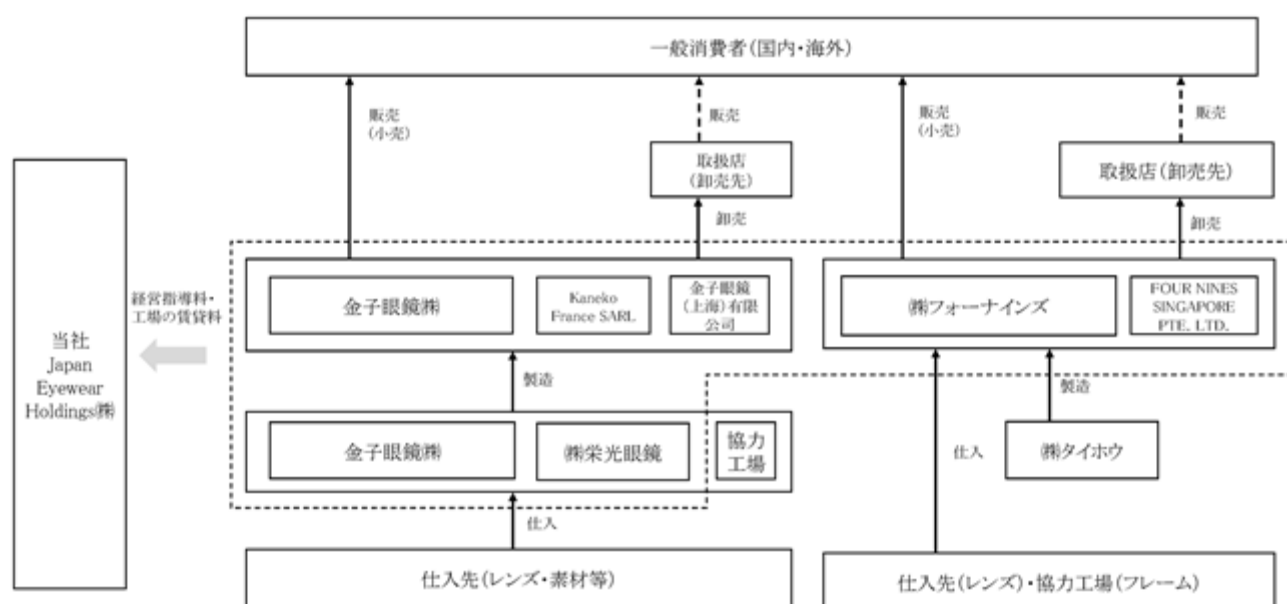 一般消費者(国内・海外)
販売
(小売)
販売
販売
(小売)
販売
取扱店
(卸売先)
取扱店(卸売先)
卸売
卸売
経営指導料・
工場の賃貸料
当社
Japan
Eyewear
Holdings㈱
金子眼鏡㈱
Kaneko
France SARL
金子眼鏡
(上海)有限
公司
㈱フォーナインズ
FOUR NINES
SINGAPORE
PTE. LTD.
製造
製造
金子眼鏡㈱
㈱栄光眼鏡
協力
工場
仕入
㈱タイホウ
仕入
仕入先(レンズ・素材等)
仕入先(レンズ)・協力工場(フレーム)